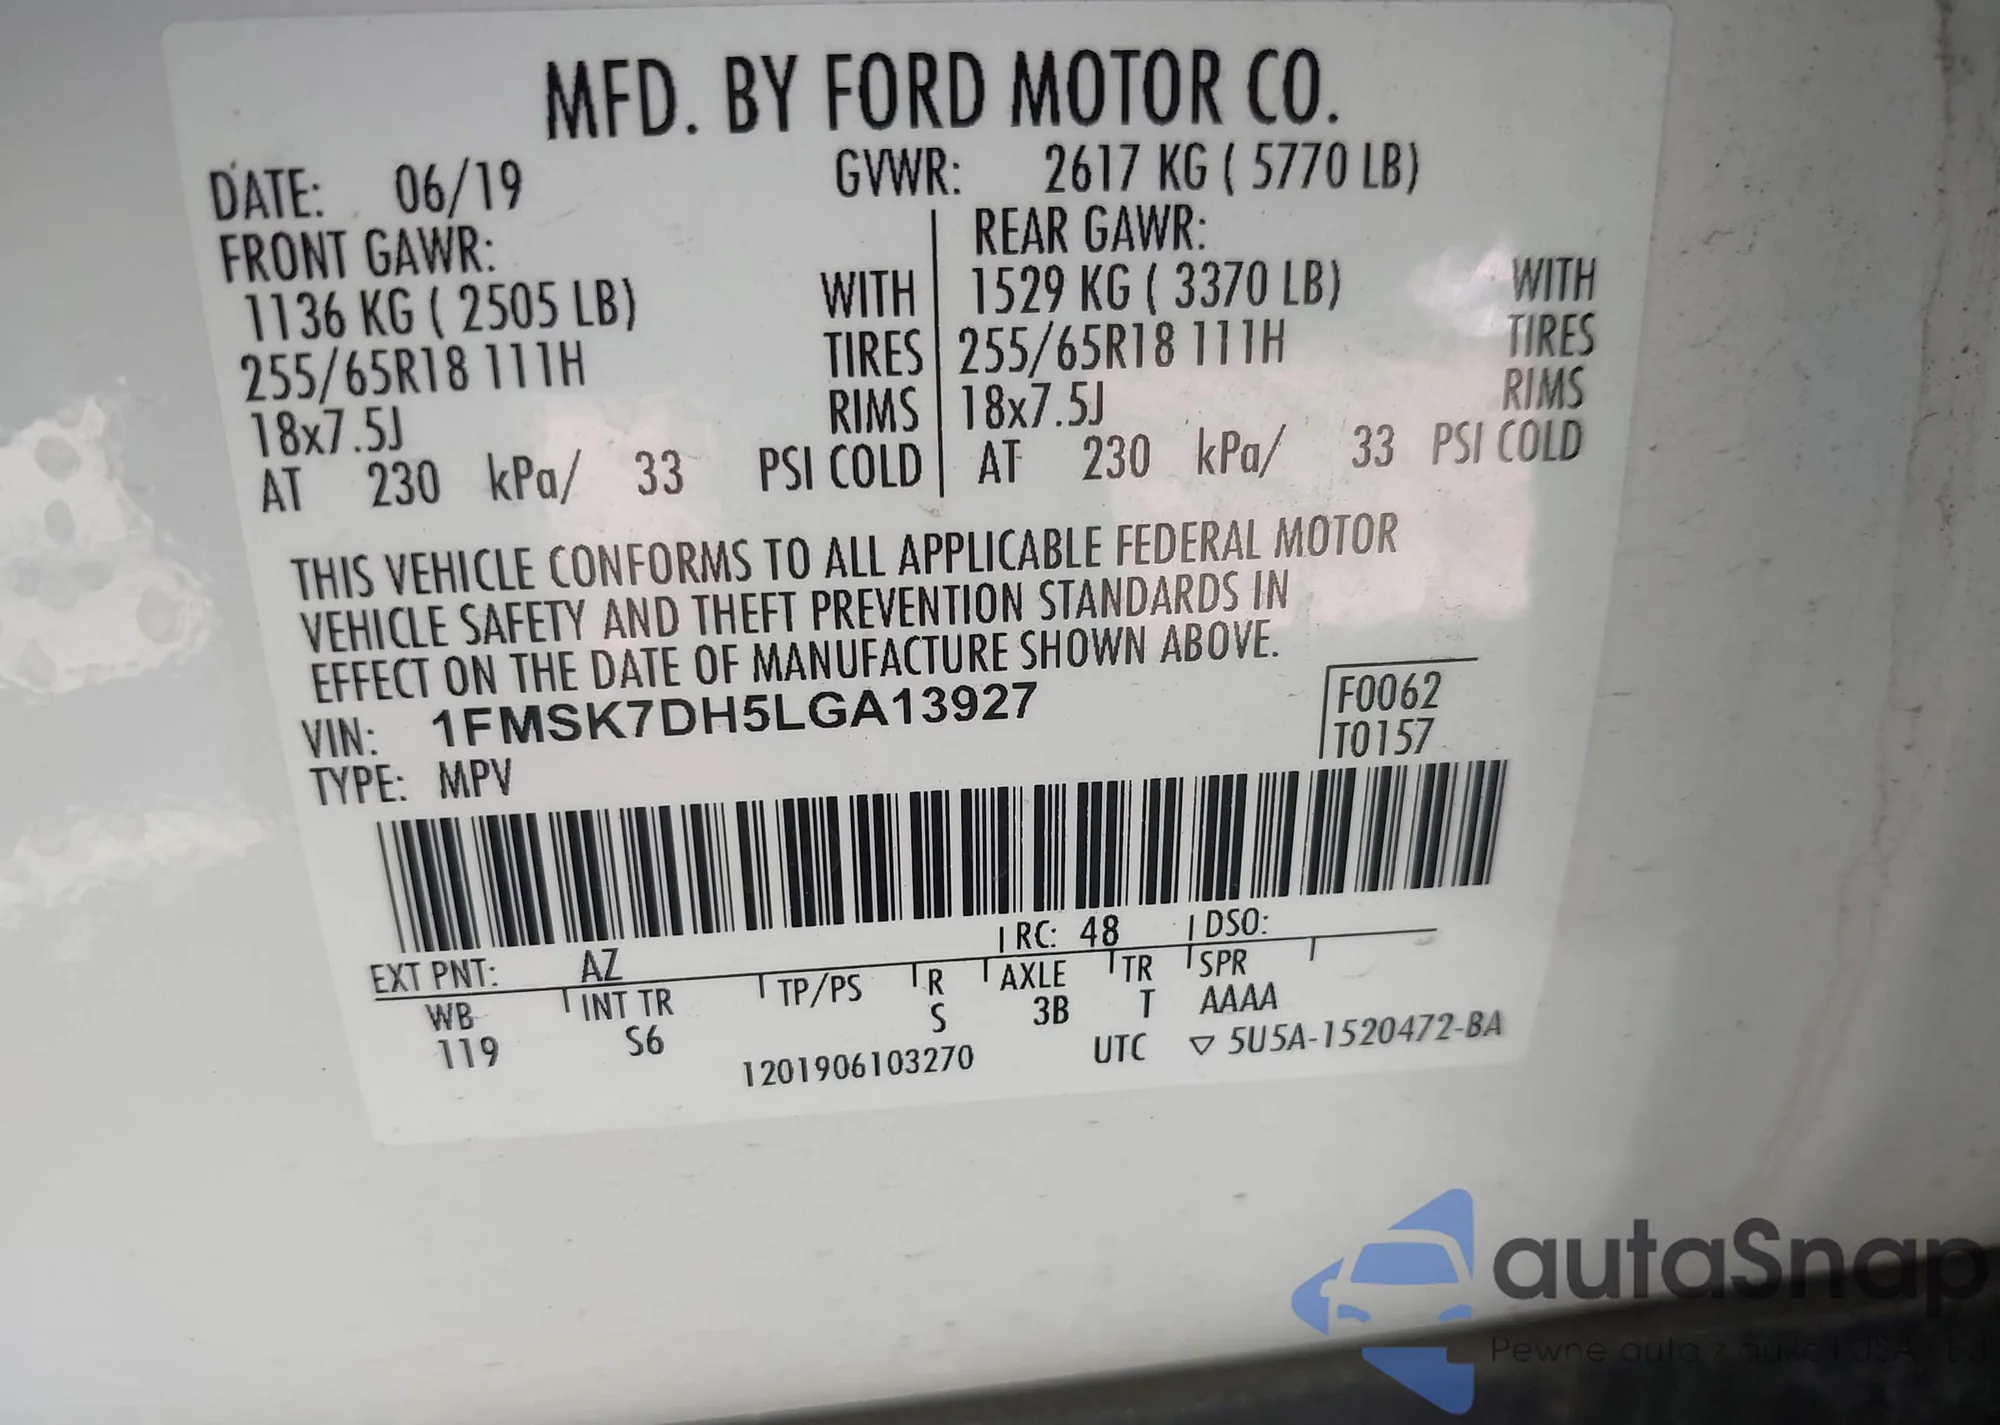 MFD. BY FORD MOTOR CO.
DATE: 06/19 GVWR: 2617 KG ( 5770 LB)
FRONT GAWR: REAR GAWR:
1136 KG ( 2505 LB) WITH 1529 KG ( 3370 LB) WITH
255/65R18 111H TIRES 255/65R18 111H TIRES
18x7.5J RIMS 18x7.5J RIMS
AT 230 kPa/ 33 PSI COLD AT 230 kPa/ 33 PSI COLD
THIS VEHICLE CONFORMS TO ALL APPLICABLE FEDERAL MOTOR
VEHICLE SAFETY AND THEFT PREVENTION STANDARDS IN
EFFECT ON THE DATE OF MANUFACTURE SHOWN ABOVE.
VIN: 1FMSK7DH5LGA13927 F0062
TYPE: MPV T0157
RC: 48 DSO:
EXT PNT: AZ
WB INT TR TP/PS R AXLE TR SPR
119 S6 S 3B T AAAA
1201906103270 UTC ▽ 5U5A-1520472-BA
autaSnap
Pewne auta z